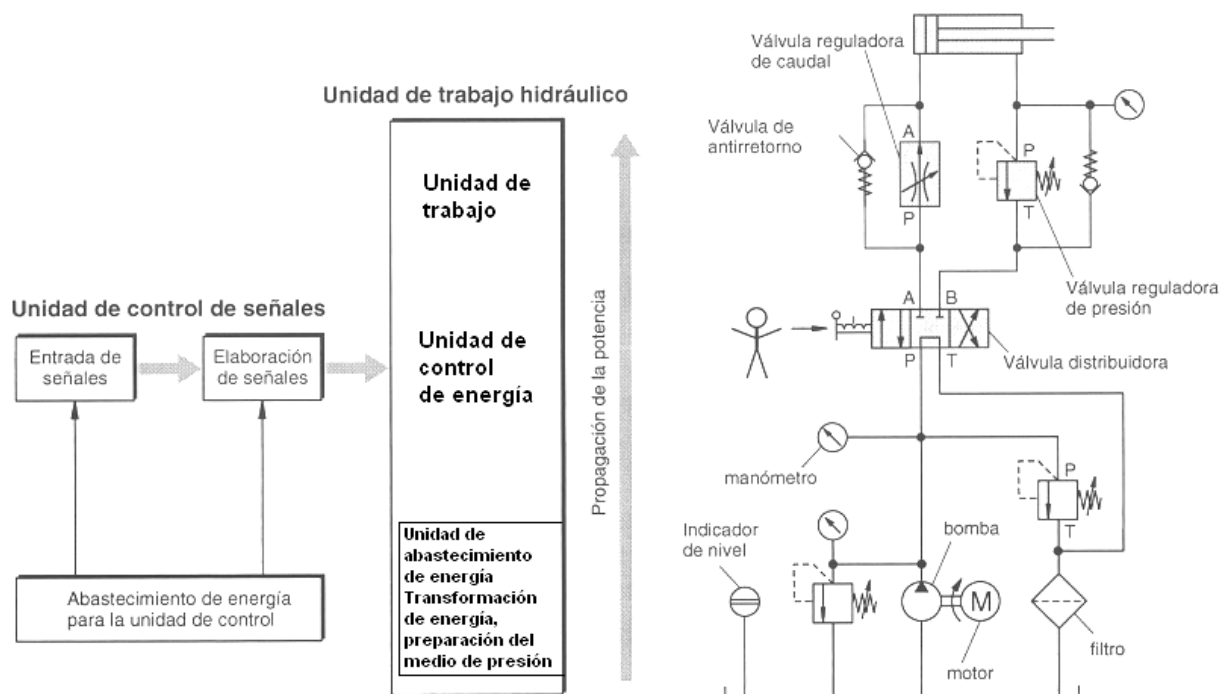 Unidad de control de señales
Entrada de
señales
Elaboración
de señales
Abastecimiento de energía
para la unidad de control
Unidad de trabajo hidráulico
Unidad de
trabajo
Unidad de
control
de energía
Unidad de
abastecimiento
de energía
Transformación
de energía,
preparación del
medio de presión
Propagación de la potencia
Válvula reguladora
de caudal
Válvula de
antirretorno
A
P
P
T
Válvula reguladora
de presión
A B
P T
Válvula distribuidora
manómetro
P
T
Indicador
de nivel
bomba
M
motor
filtro